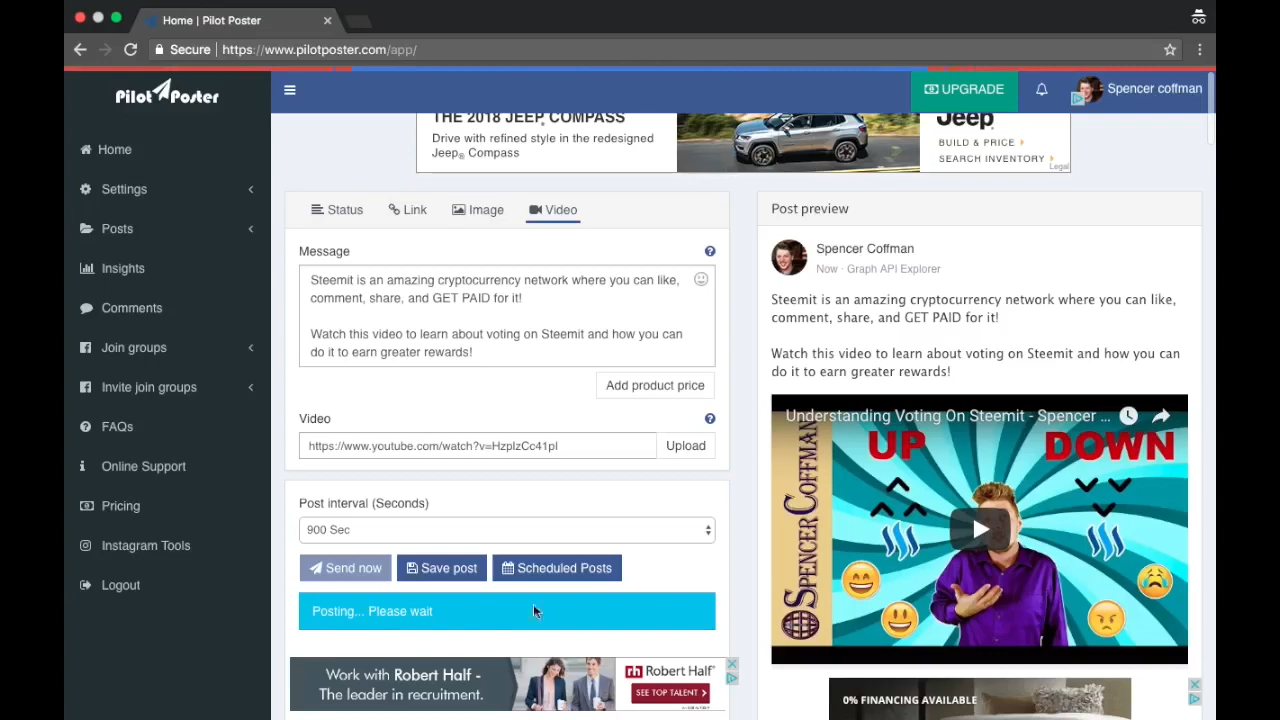 Home | Pilot Poster
Secure
https://www.pilotposter.com/app/
Pilot Poster
UPGRADE
Spencer coffman
Home
Settings
Posts
Insights
Comments
Join groups
Invite join groups
FAQs
Online Support
Pricing
Instagram Tools
Logout
THE 2018 JEEP® COMPASS
Drive with refined style in the redesigned
Jeep® Compass
Jeep
BUILD & PRICE
SEARCH INVENTORY
Legal
Status
Link
Image
Video
Message
Steemit is an amazing cryptocurrency network where you can like,
comment, share, and GET PAID for it!
Watch this video to learn about voting on Steemit and how you can
do it to earn greater rewards!
Add product price
Video
https://www.youtube.com/watch?v=HzpIzCc41pI
Upload
Post interval (Seconds)
900 Sec
Send now
Save post
Scheduled Posts
Posting... Please wait
Work with Robert Half -
The leader in recruitment.
rh Robert Half®
SEE TOP TALENT
Post preview
Spencer Coffman
Now · Graph API Explorer
Steemit is an amazing cryptocurrency network where you can like,
comment, share, and GET PAID for it!
Watch this video to learn about voting on Steemit and how you can
do it to earn greater rewards!
Understanding Voting On Steemit - Spencer ...
UP
DOWN
SPENCER COFFMAN
0% FINANCING AVAILABLE